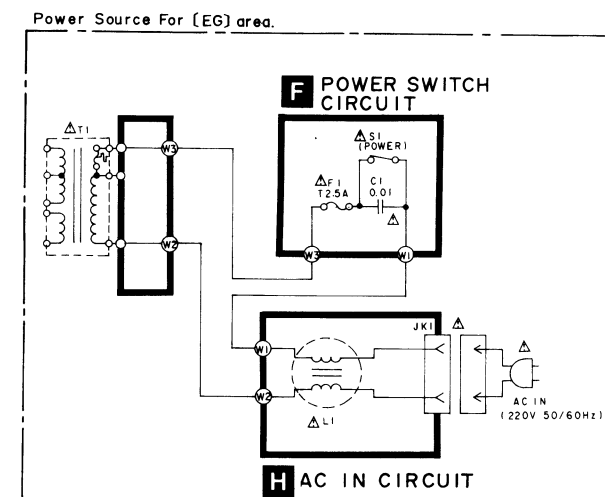 Power Source For [EG] area.
F POWER SWITCH
CIRCUIT
T1
S1
(POWER)
W3
F1
T2.5A
C1
0.01
W2
W3
W1
JK1
W1
W2
L1
AC IN
(220V 50/60Hz)
H AC IN CIRCUIT